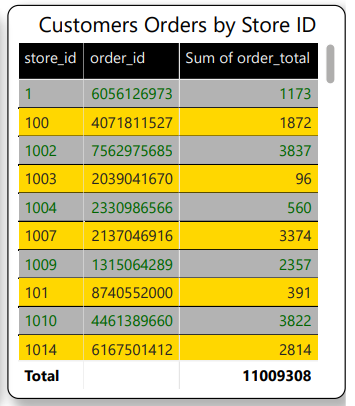 Customers Orders by Store ID
store_id order_id Sum of order_total
1 6056126973 1173
100 4071811527 1872
1002 7562975685 3837
1003 2039041670 96
1004 2330986566 560
1007 2137046916 3374
1009 1315064289 2357
101 8740552000 391
1010 4461389660 3822
1014 6167501412 2814
Total 11009308